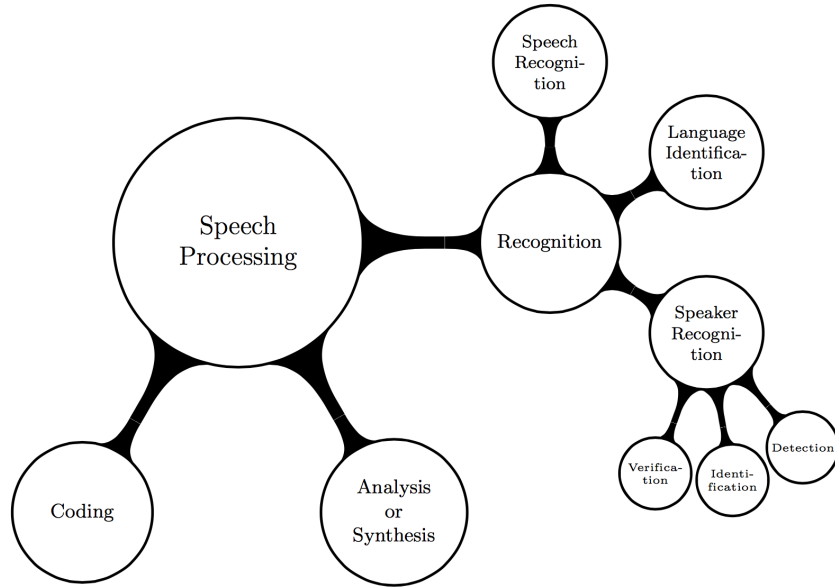 Speech
Recogni-
tion
Language
Identifica-
tion
Speech
Processing
Recognition
Speaker
Recogni-
tion
Detection
Verifica-
tion
Identi-
fication
Coding
Analysis
or
Synthesis